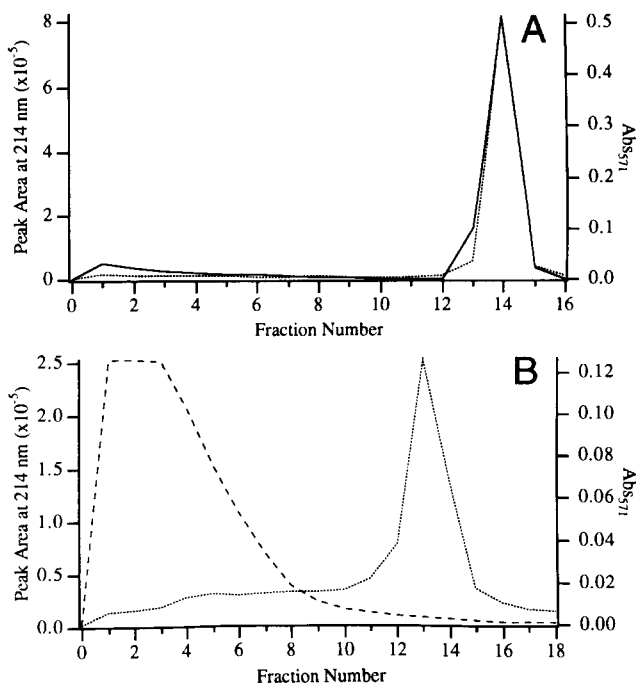 A
8
6
4
2
0
Peak Area at 214 nm (x10⁻⁵)
0.5
0.4
0.3
0.2
0.1
0.0
Abs₅₇₁
0 2 4 6 8 10 12 14 16
Fraction Number
B
2.5
2.0
1.5
1.0
0.5
0.0
Peak Area at 214 nm (x10⁻⁵)
0.12
0.10
0.08
0.06
0.04
0.02
0.00
Abs₅₇₁
0 2 4 6 8 10 12 14 16 18
Fraction Number